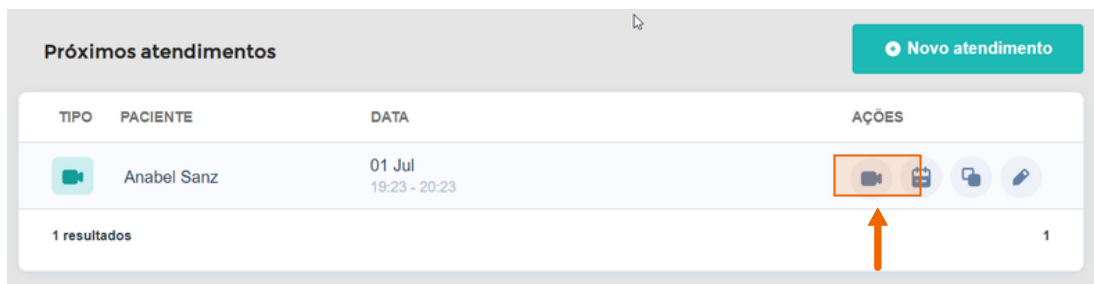 Próximos atendimentos
Novo atendimento
TIPO PACIENTE DATA AÇÕES
Anabel Sanz
01 Jul
19:23 - 20:23
1 resultados
1